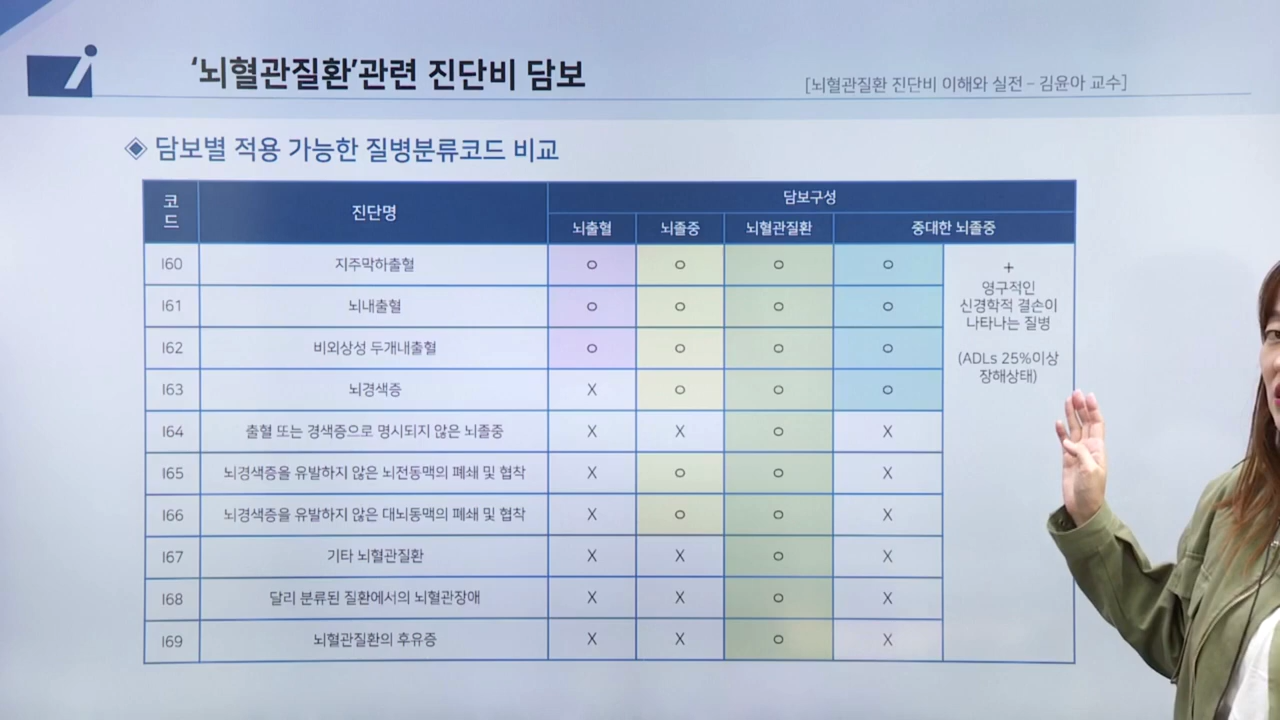 ‘뇌혈관질환’관련 진단비 담보
[뇌혈관질환 진단비 이해와 실전 – 김윤아 교수]
◈ 담보별 적용 가능한 질병분류코드 비교
코드 진단명 담보구성
뇌출혈 뇌졸중 뇌혈관질환 중대한 뇌졸중
I60 지주막하출혈 O O O O
I61 뇌내출혈 O O O O
I62 비외상성 두개내출혈 O O O O
I63 뇌경색증 X O O O
I64 출혈 또는 경색증으로 명시되지 않은 뇌졸중 X X O X
I65 뇌경색증을 유발하지 않은 뇌전동맥의 폐쇄 및 협착 X O O X
I66 뇌경색증을 유발하지 않은 대뇌동맥의 폐쇄 및 협착 X O O X
I67 기타 뇌혈관질환 X X O X
I68 달리 분류된 질환에서의 뇌혈관장애 X X O X
I69 뇌혈관질환의 후유증 X X O X
+
영구적인
신경학적 결손이
나타나는 질병
(ADLs 25%이상
장해상태)